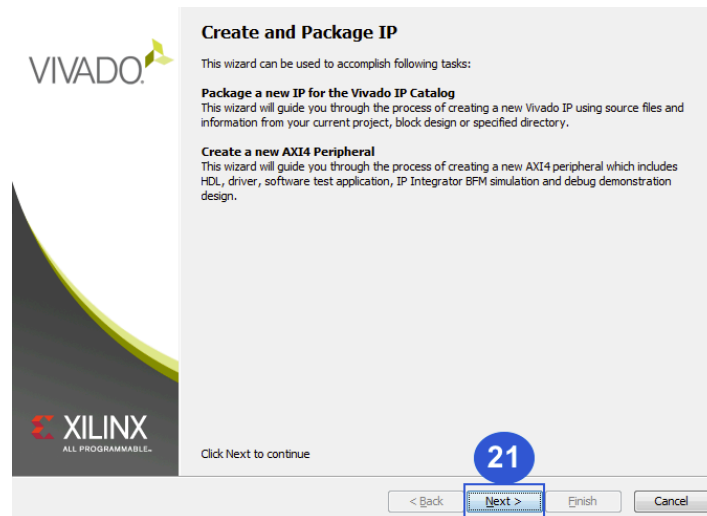 Create and Package IP
VIVADO.
This wizard can be used to accomplish following tasks:
Package a new IP for the Vivado IP Catalog
This wizard will guide you through the process of creating a new Vivado IP using source files and
information from your current project, block design or specified directory.
Create a new AXI4 Peripheral
This wizard will guide you through the process of creating a new AXI4 peripheral which includes
HDL, driver, software test application, IP Integrator BFM simulation and debug demonstration
design.
XILINX
ALL PROGRAMMABLE™
Click Next to continue
21
< Back Next > Finish Cancel